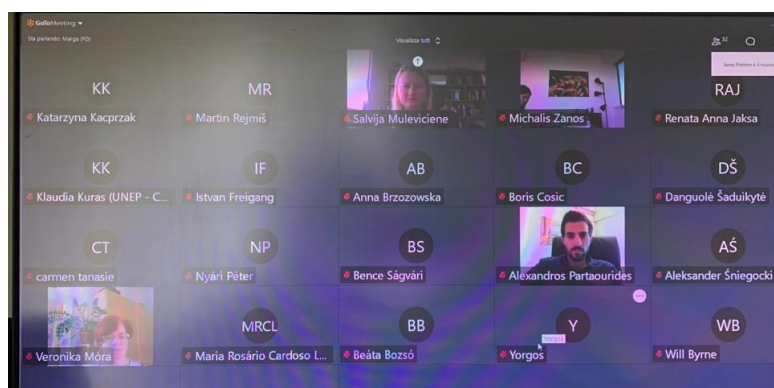 GoToMeeting
Sta parlando: Marga (FO)
Visualizza tutti
32
KK
Katarzyna Kacprzak
MR
Martin Rejmiš
Salvija Muleviciene
Michalis Zanos
RAJ
Renata Anna Jaksa
KK
Klaudia Kuras (UNEP - C...
IF
Istvan Freigang
AB
Anna Brzozowska
BC
Boris Cosic
DŠ
Danguolė Šaduikytė
CT
carmen tanasie
NP
Nyári Péter
BS
Bence Ságvári
Alexandros Partaourides
AŚ
Aleksander Śniegocki
Veronika Móra
MRCL
Maria Rosário Cardoso L...
BB
Beáta Bozsó
Y
Yorgos
Yorgos
WB
Will Byrne